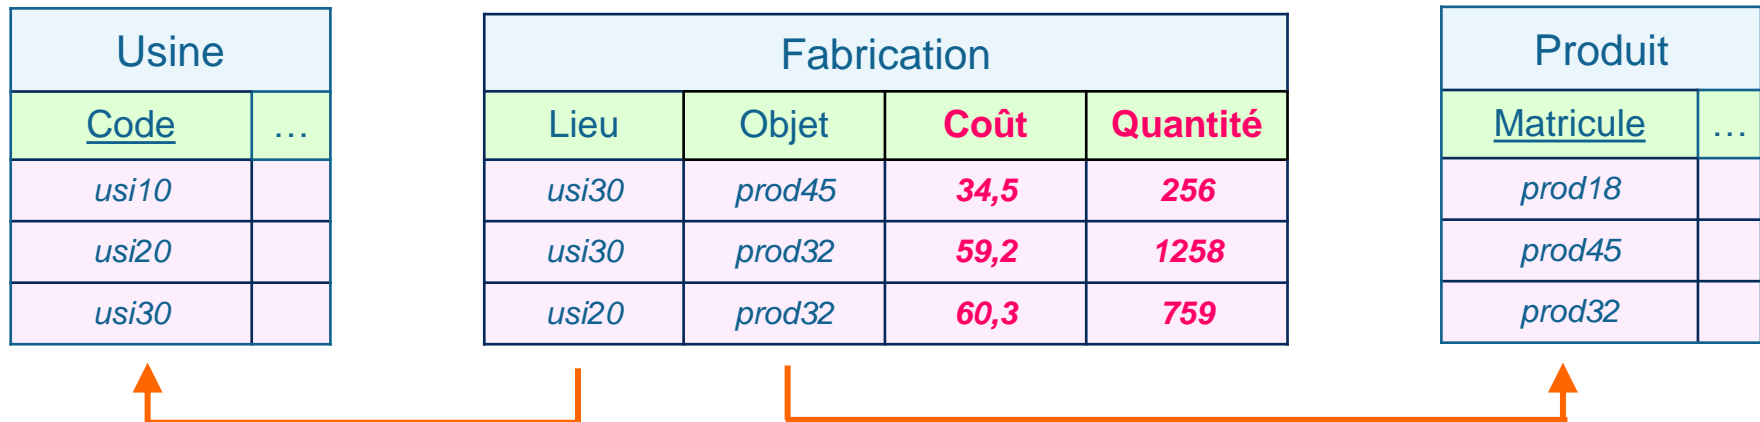 Usine
Code …
usi10
usi20
usi30
Fabrication
Lieu Objet Coût Quantité
usi30 prod45 34,5 256
usi30 prod32 59,2 1258
usi20 prod32 60,3 759
Produit
Matricule …
prod18
prod45
prod32